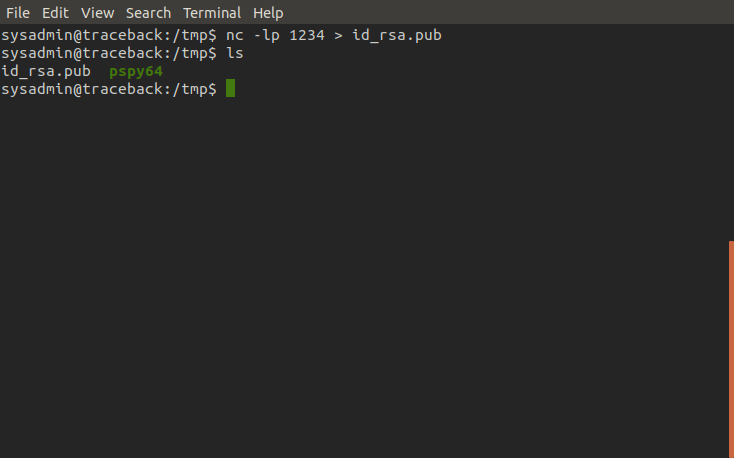 File Edit View Search Terminal Help
sysadmin@traceback:/tmp$ nc -lp 1234 > id_rsa.pub
sysadmin@traceback:/tmp$ ls
id_rsa.pub  pspy64
sysadmin@traceback:/tmp$